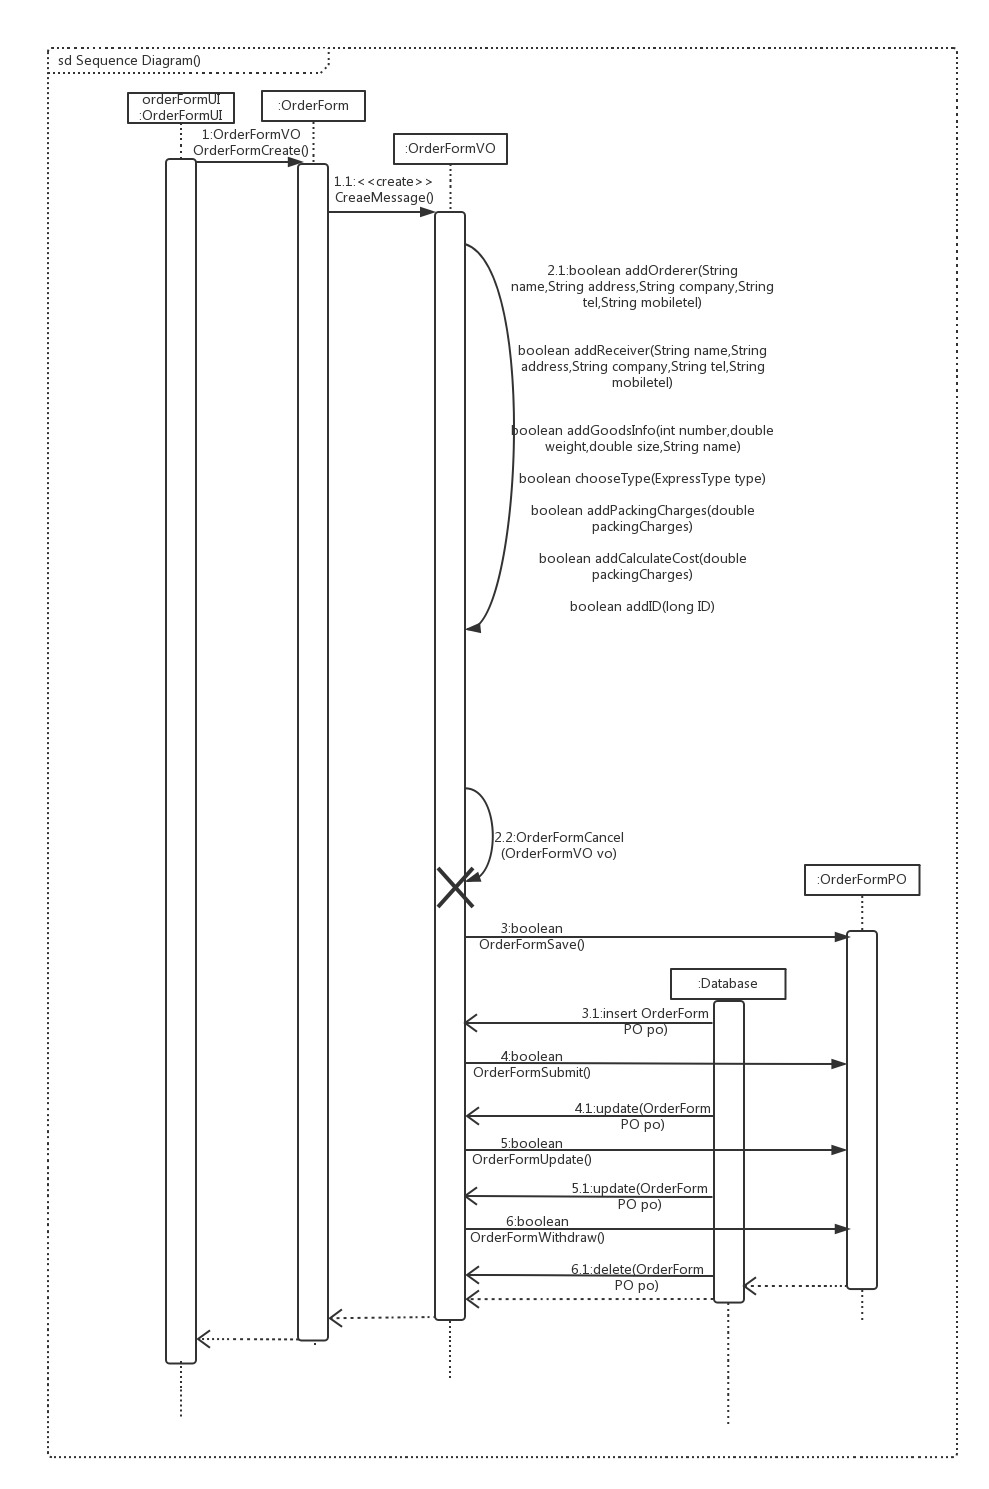 sd Sequence Diagram()
orderFormUI
:OrderFormUI
:OrderForm
1:OrderFormVO
OrderFormCreate()
:OrderFormVO
1.1:<<create>>
CreaeMessage()
2.1:boolean addOrderer(String
name,String address,String company,String
tel,String mobiletel)
boolean addReceiver(String name,String
address,String company,String tel,String
mobiletel)
boolean addGoodsInfo(int number,double
weight,double size,String name)
boolean chooseType(ExpressType type)
boolean addPackingCharges(double
packingCharges)
boolean addCalculateCost(double
packingCharges)
boolean addID(long ID)
2.2:OrderFormCancel
(OrderFormVO vo)
:OrderFormPO
3:boolean
OrderFormSave()
:Database
3.1:insert OrderForm
PO po)
4:boolean
OrderFormSubmit()
4.1:update(OrderForm
PO po)
5:boolean
OrderFormUpdate()
5.1:update(OrderForm
PO po)
6:boolean
OrderFormWithdraw()
6.1:delete(OrderForm
PO po)